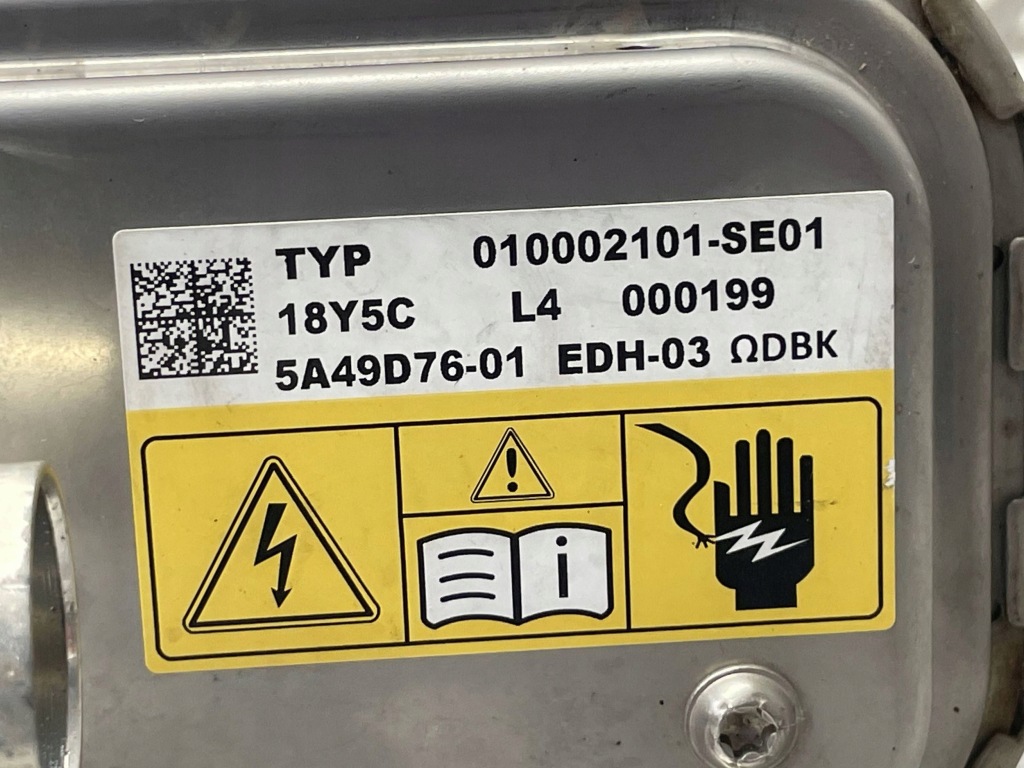 TYP 010002101-SE01
18Y5C L4 000199
5A49D76-01 EDH-03 ΩDBK
!
i